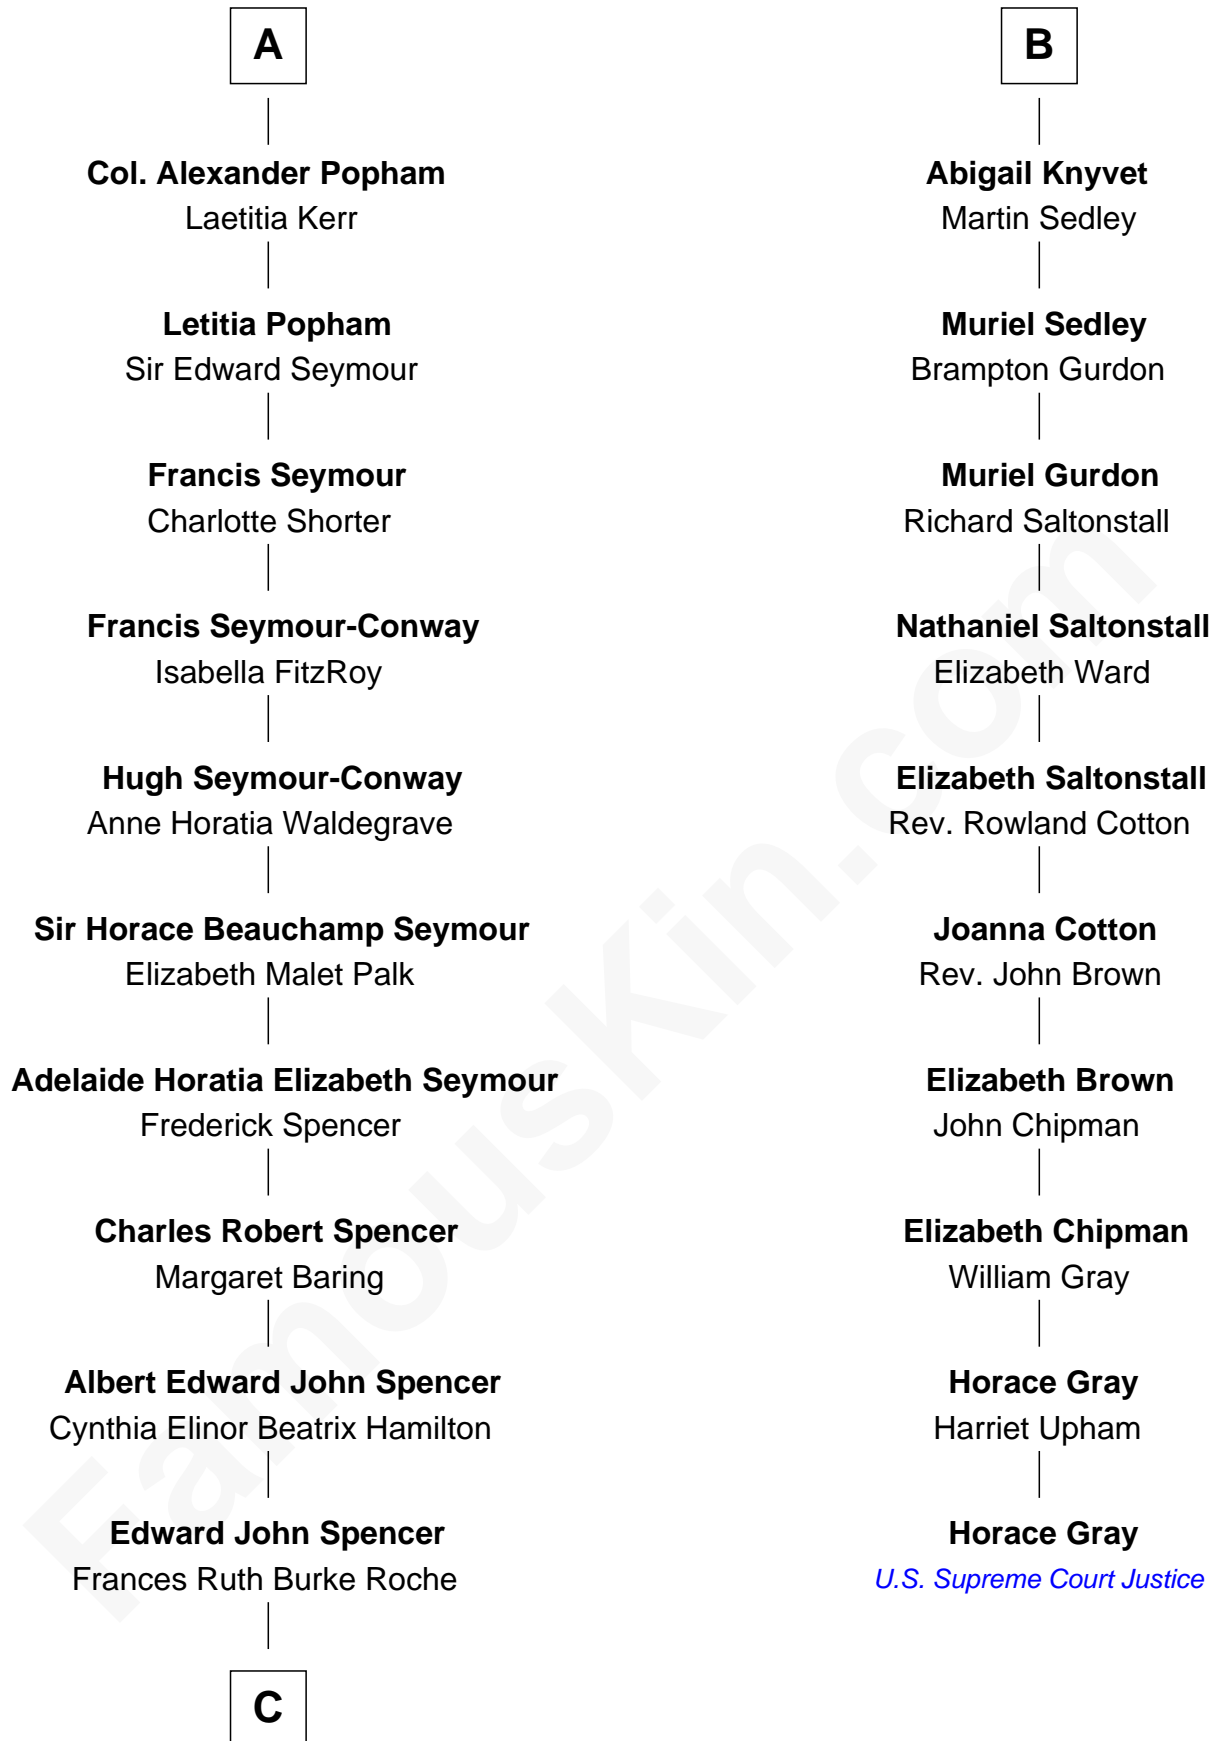 A
Col. Alexander Popham
Laetitia Kerr
Letitia Popham
Sir Edward Seymour
Francis Seymour
Charlotte Shorter
Francis Seymour-Conway
Isabella FitzRoy
Hugh Seymour-Conway
Anne Horatia Waldegrave
Sir Horace Beauchamp Seymour
Elizabeth Malet Palk
Adelaide Horatia Elizabeth Seymour
Frederick Spencer
Charles Robert Spencer
Margaret Baring
Albert Edward John Spencer
Cynthia Elinor Beatrix Hamilton
Edward John Spencer
Frances Ruth Burke Roche
C
B
Abigail Knyvet
Martin Sedley
Muriel Sedley
Brampton Gurdon
Muriel Gurdon
Richard Saltonstall
Nathaniel Saltonstall
Elizabeth Ward
Elizabeth Saltonstall
Rev. Rowland Cotton
Joanna Cotton
Rev. John Brown
Elizabeth Brown
John Chipman
Elizabeth Chipman
William Gray
Horace Gray
Harriet Upham
Horace Gray
U.S. Supreme Court Justice
FamousKin.com